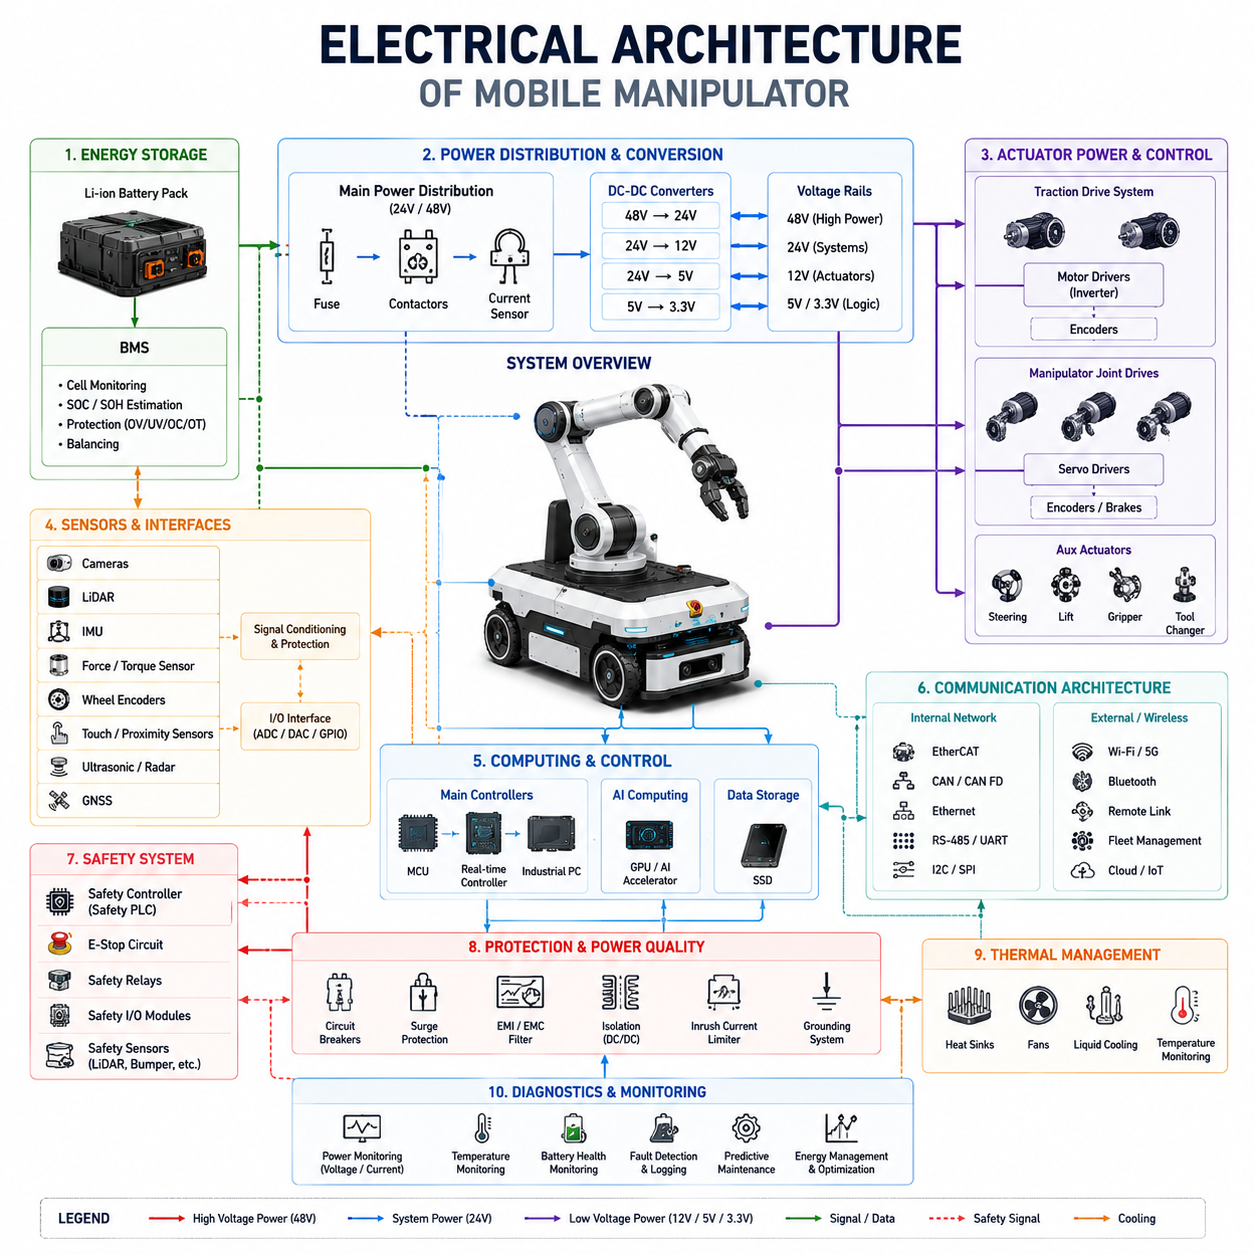 ELECTRICAL ARCHITECTURE
OF MOBILE MANIPULATOR
1. ENERGY STORAGE
Li-ion Battery Pack
BMS
• Cell Monitoring
• SOC / SOH Estimation
• Protection (OV/UV/OC/OT)
• Balancing
2. POWER DISTRIBUTION & CONVERSION
Main Power Distribution
(24V / 48V)
Fuse
Contactors
Current
Sensor
DC-DC Converters
48V → 24V
24V → 12V
24V → 5V
5V → 3.3V
Voltage Rails
48V (High Power)
24V (Systems)
12V (Actuators)
5V / 3.3V (Logic)
3. ACTUATOR POWER & CONTROL
Traction Drive System
Motor Drivers
(Inverter)
Encoders
Manipulator Joint Drives
Servo Drivers
Encoders / Brakes
Aux Actuators
Steering
Lift
Gripper
Tool
Changer
SYSTEM OVERVIEW
4. SENSORS & INTERFACES
Cameras
LiDAR
IMU
Force / Torque Sensor
Wheel Encoders
Touch / Proximity Sensors
Ultrasonic / Radar
GNSS
Signal Conditioning
& Protection
I/O Interface
(ADC / DAC / GPIO)
5. COMPUTING & CONTROL
Main Controllers
MCU
Real-time
Controller
Industrial PC
AI Computing
GPU / AI
Accelerator
Data Storage
SSD
6. COMMUNICATION ARCHITECTURE
Internal Network
EtherCAT
CAN / CAN FD
Ethernet
RS-485 / UART
I2C / SPI
External / Wireless
Wi-Fi / 5G
Bluetooth
Remote Link
Fleet Management
Cloud / IoT
7. SAFETY SYSTEM
Safety Controller
(Safety PLC)
E-Stop Circuit
Safety Relays
Safety I/O Modules
Safety Sensors
(LiDAR, Bumper, etc.)
8. PROTECTION & POWER QUALITY
Circuit
Breakers
Surge
Protection
EMI / EMC
Filter
Isolation
(DC/DC)
Inrush Current
Limiter
Grounding
System
9. THERMAL MANAGEMENT
Heat Sinks
Fans
Liquid Cooling
Temperature
Monitoring
10. DIAGNOSTICS & MONITORING
Power Monitoring
(Voltage / Current)
Temperature
Monitoring
Battery Health
Monitoring
Fault Detection
& Logging
Predictive
Maintenance
Energy Management
& Optimization
LEGEND
High Voltage Power (48V)
System Power (24V)
Low Voltage Power (12V / 5V / 3.3V)
Signal / Data
Safety Signal
Cooling